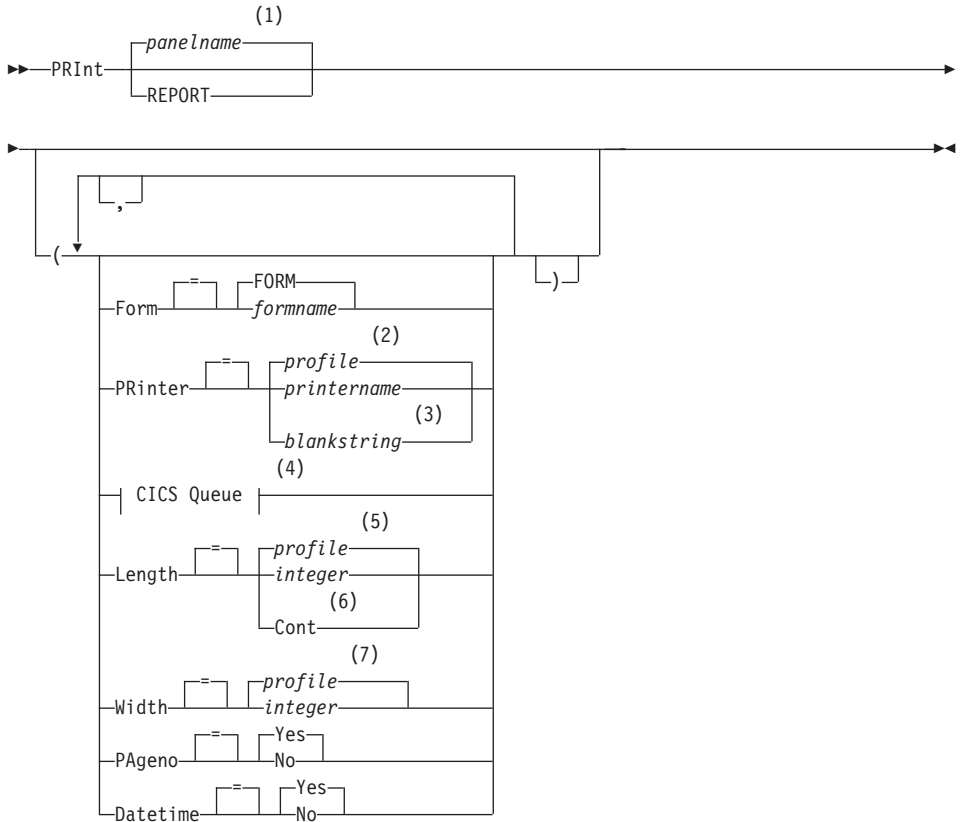 (1)
panelname
PRInt
REPORT
,
(
)
= FORM
Form formname
(2)
= profile
PRinter printername
(3)
blankstring
(4)
CICS Queue
(5)
= profile
Length integer
(6)
Cont
(7)
= profile
Width integer
= Yes
PAgeno No
= Yes
Datetime No